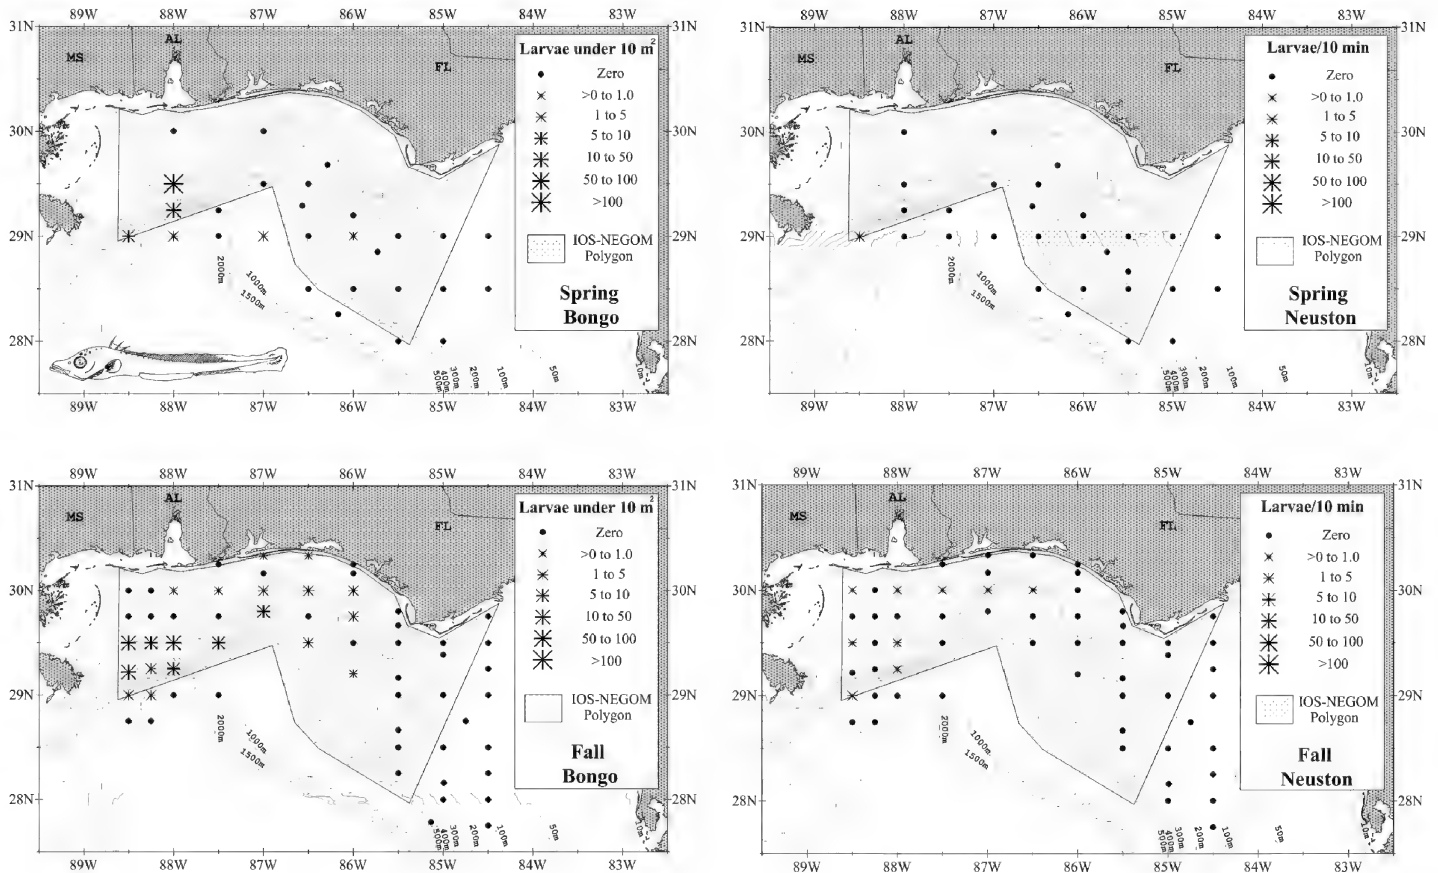 89W 88W 87W 86W 85W 84W 83W
31N
30N
29N
28N
MS
AL
FL
Larvae under 10 m2
Zero
>0 to 1.0
1 to 5
5 to 10
10 to 50
50 to 100
>100
IOS-NEGOM
Polygon
Spring
Bongo
2000m
1000m
1500m
500m
400m
300m
200m
100m
50m
10m
89W 88W 87W 86W 85W 84W 83W
89W 88W 87W 86W 85W 84W 83W
31N 31N
30N 30N
29N 29N
28N 28N
MS
AL
FL
Larvae/10 min
Zero
>0 to 1.0
1 to 5
5 to 10
10 to 50
50 to 100
>100
IOS-NEGOM
Polygon
Spring
Neuston
2000m
1000m
1500m
500m
400m
300m
200m
100m
50m
10m
89W 88W 87W 86W 85W 84W 83W
89W 88W 87W 86W 85W 84W 83W
31N 31N
30N 30N
29N 29N
28N 28N
MS
AL
FL
Larvae under 10 m2
Zero
>0 to 1.0
1 to 5
5 to 10
10 to 50
50 to 100
>100
IOS-NEGOM
Polygon
Fall
Bongo
2000m
1000m
1500m
500m
400m
300m
200m
100m
50m
10m
89W 88W 87W 86W 85W 84W 83W
89W 88W 87W 86W 85W 84W 83W
31N 31N
30N 30N
29N 29N
28N 28N
MS
AL
FL
Larvae/10 min
Zero
>0 to 1.0
1 to 5
5 to 10
10 to 50
50 to 100
>100
IOS-NEGOM
Polygon
Fall
Neuston
2000m
1000m
1500m
500m
400m
300m
200m
100m
50m
10m
89W 88W 87W 86W 85W 84W 83W